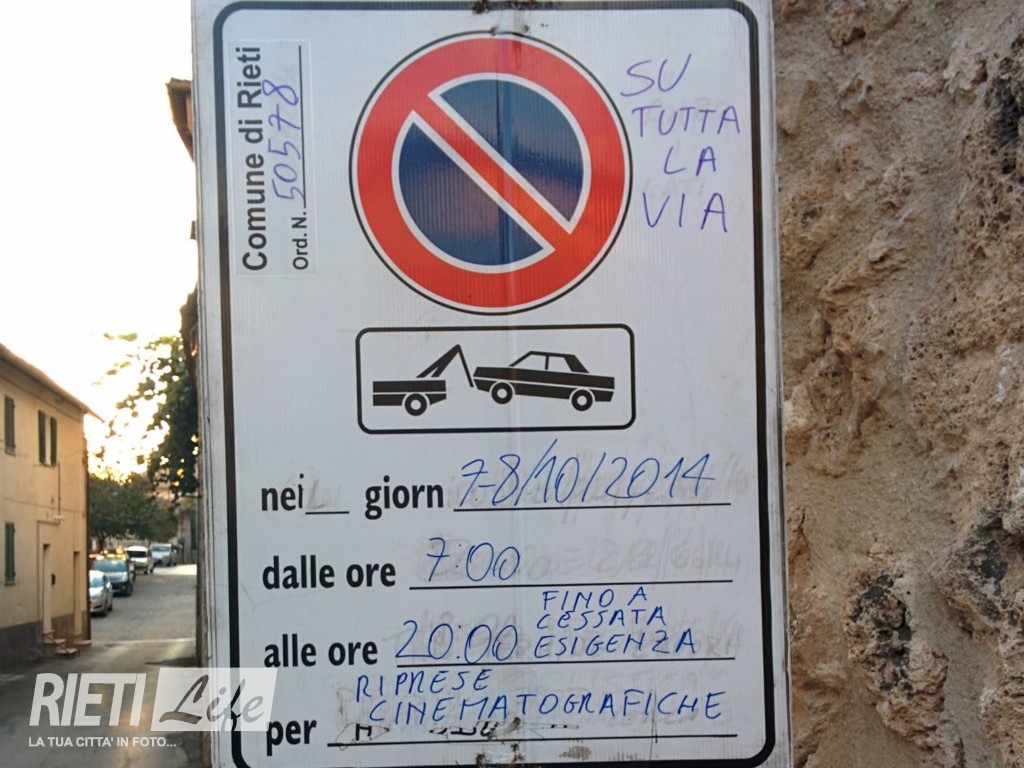 Comune di Rieti
Ord. N. 50578
SU
TUTTA
LA
VIA
nei giorn 7-8/10/2014
dalle ore 7:00
alle ore 20:00 FINO A
CESSATA
ESIGENZA
RIPRESE
CINEMATOGRAFICHE
per
RIETI Life
LA TUA CITTA' IN FOTO...